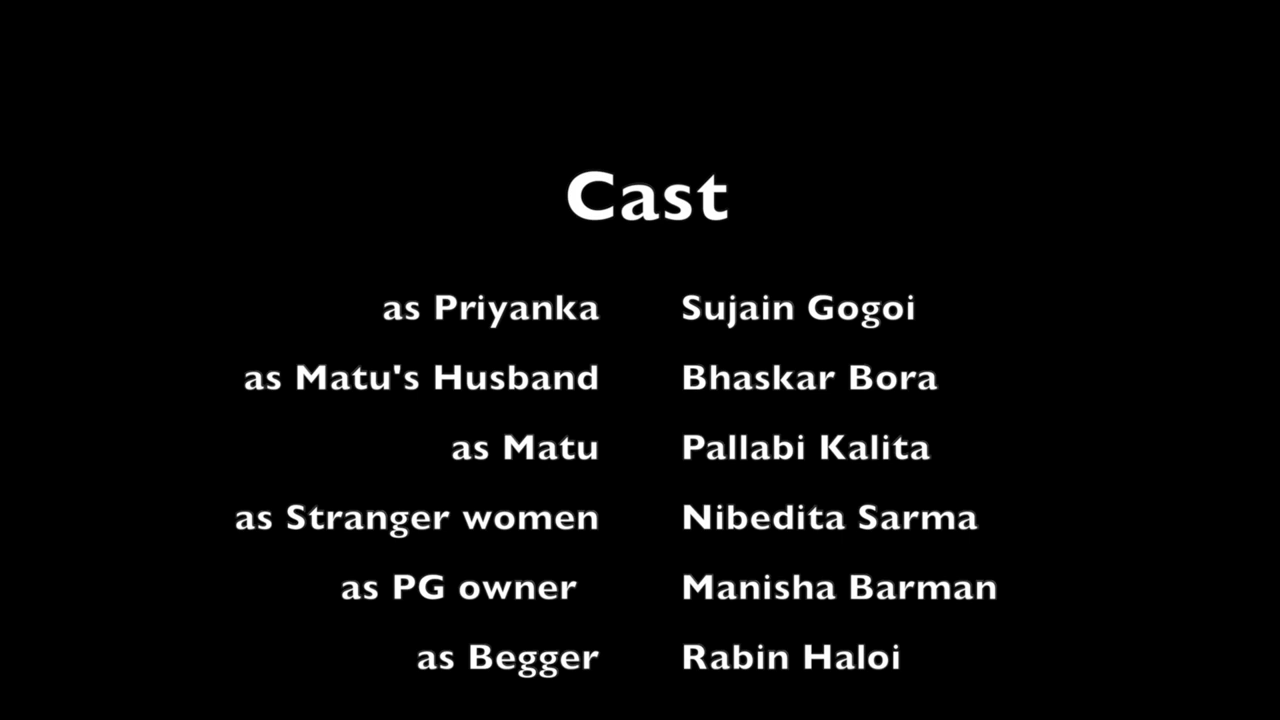 Cast
as Priyanka Sujain Gogoi
as Matu's Husband Bhaskar Bora
as Matu Pallabi Kalita
as Stranger women Nibedita Sarma
as PG owner Manisha Barman
as Begger Rabin Haloi